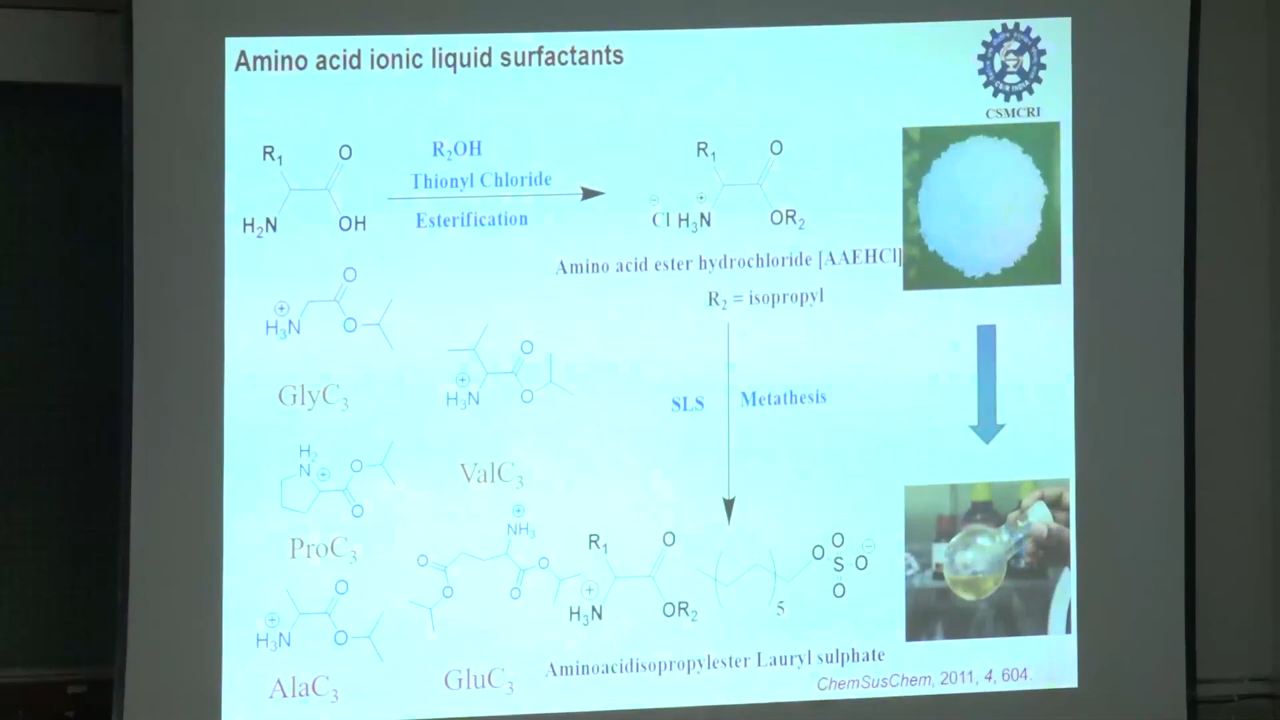 Amino acid ionic liquid surfactants
CSMCRI
R₁
O
H₂N
OH
R₂OH
Thionyl Chloride
Esterification
R₁
O
Cl H₃N
OR₂
Amino acid ester hydrochloride [AAEHCl]
R₂ = isopropyl
O
H₃N
O
GlyC₃
O
H₃N
O
ValC₃
SLS
Metathesis
H₂
N
O
O
ProC₃
NH₃
O
O
O
O
GluC₃
O
H₃N
O
AlaC₃
R₁
O
H₃N
OR₂
5
O
O
S
O
O
Aminoacidisopropylester Lauryl sulphate
ChemSusChem, 2011, 4, 604.